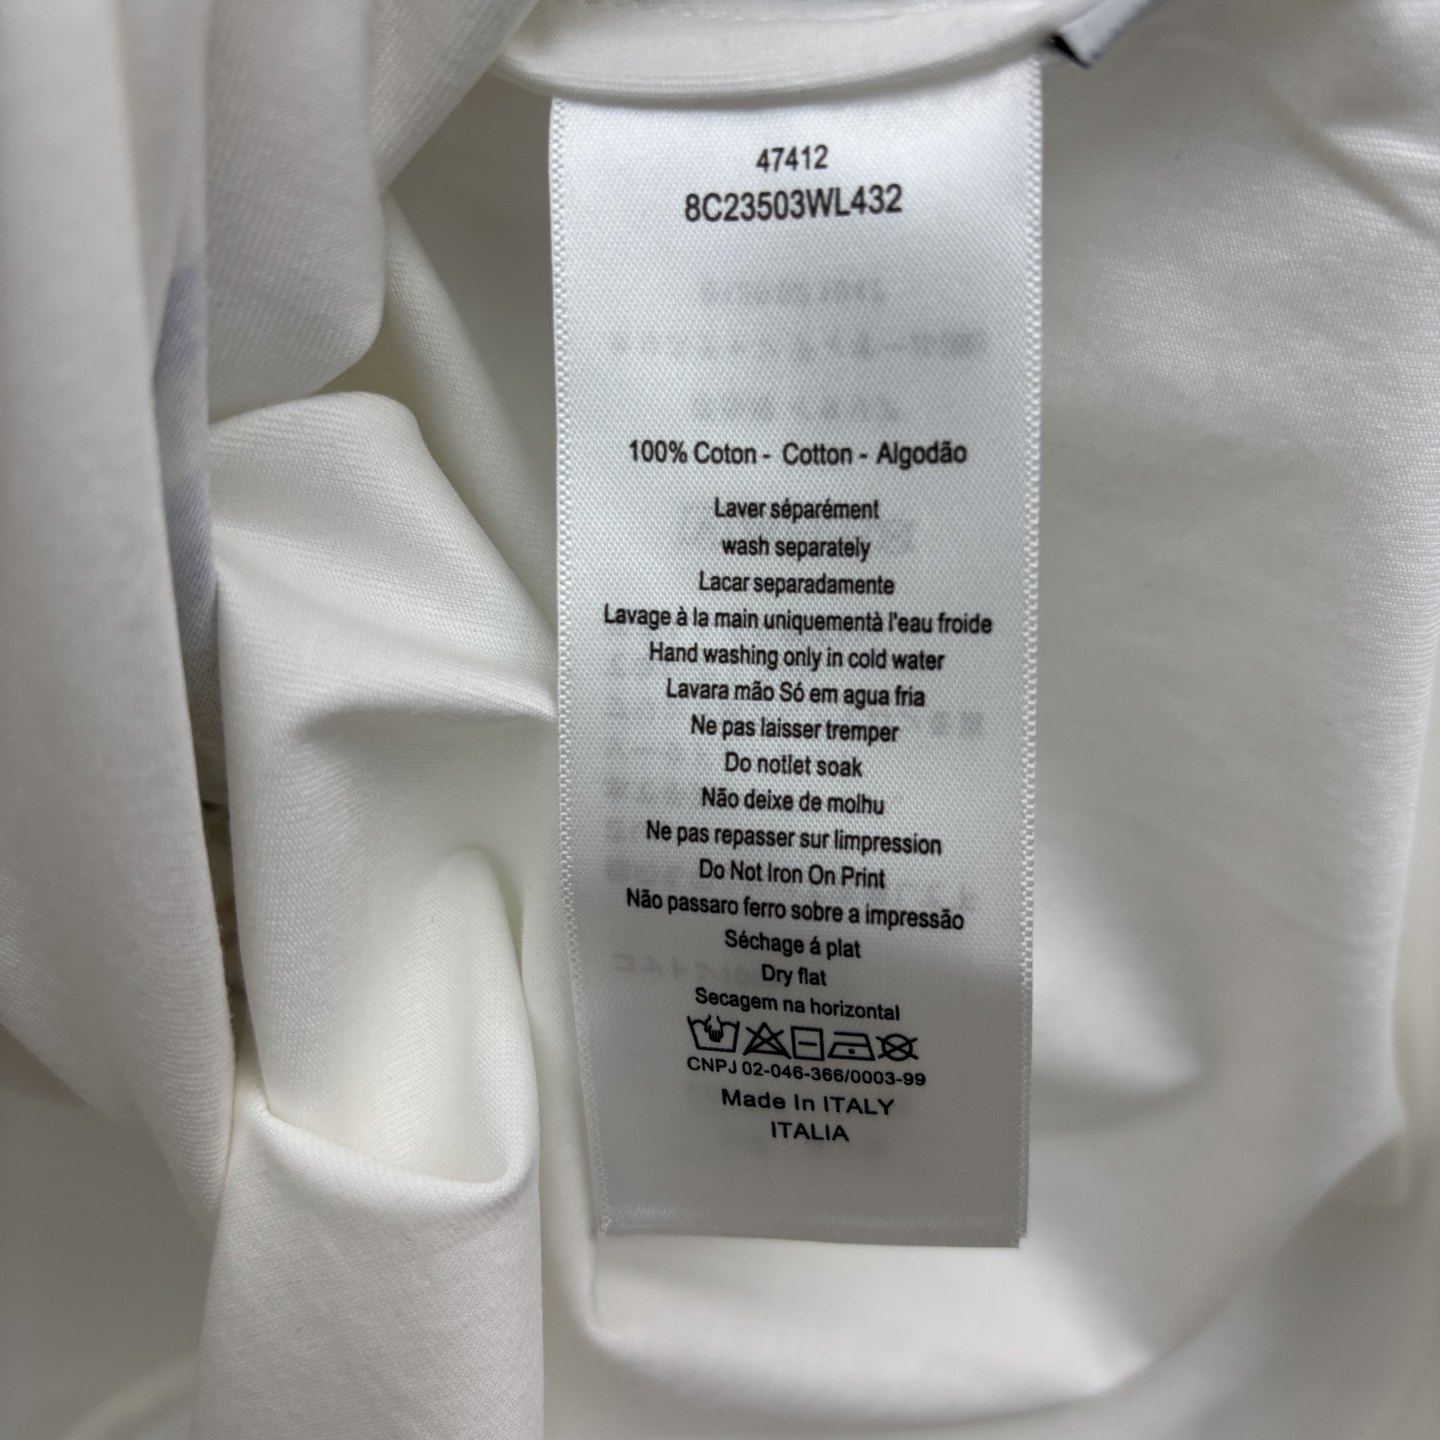 47412
8C23503WL432
100% Coton - Cotton - Algodão
Laver séparément
wash separately
Lacar separadamente
Lavage à la main uniquementà l'eau froide
Hand washing only in cold water
Lavara mão Só em agua fria
Ne pas laisser tremper
Do notlet soak
Não deixe de molhu
Ne pas repasser sur limpression
Do Not Iron On Print
Não passaro ferro sobre a impressão
Séchage á plat
Dry flat
Secagem na horizontal
CNPJ 02-046-366/0003-99
Made In ITALY
ITALIA